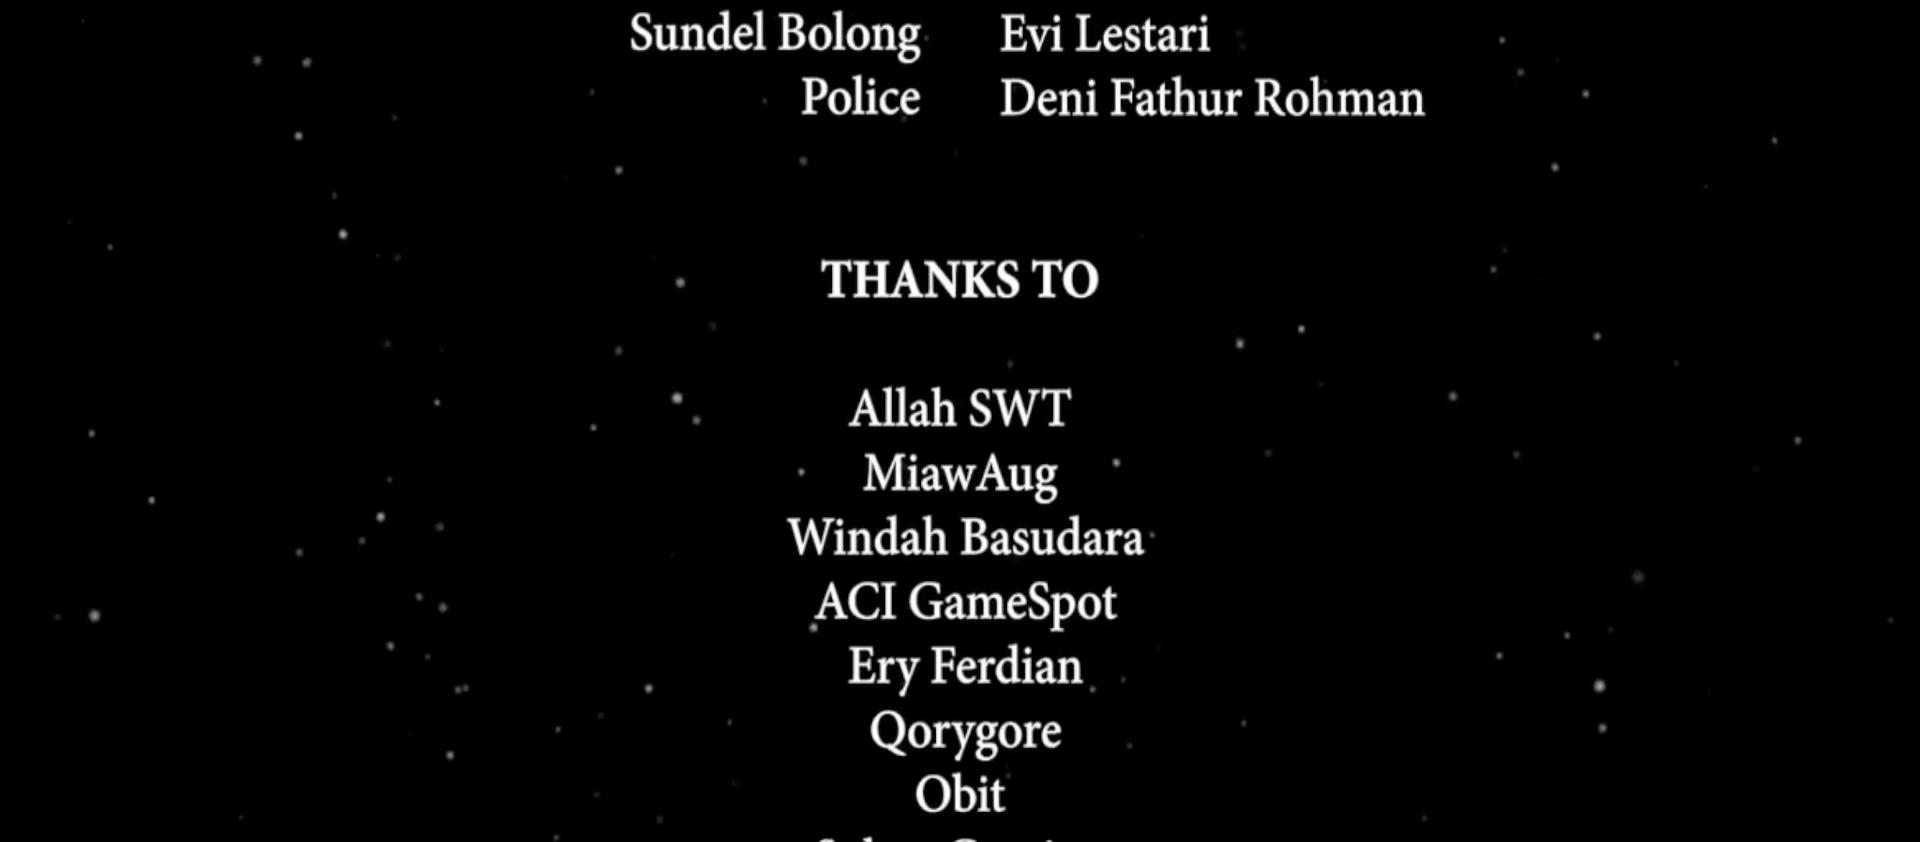 Sundel Bolong Evi Lestari
Police Deni Fathur Rohman
THANKS TO
Allah SWT
MiawAug
Windah Basudara
ACI GameSpot
Ery Ferdian
Qorygore
Obit